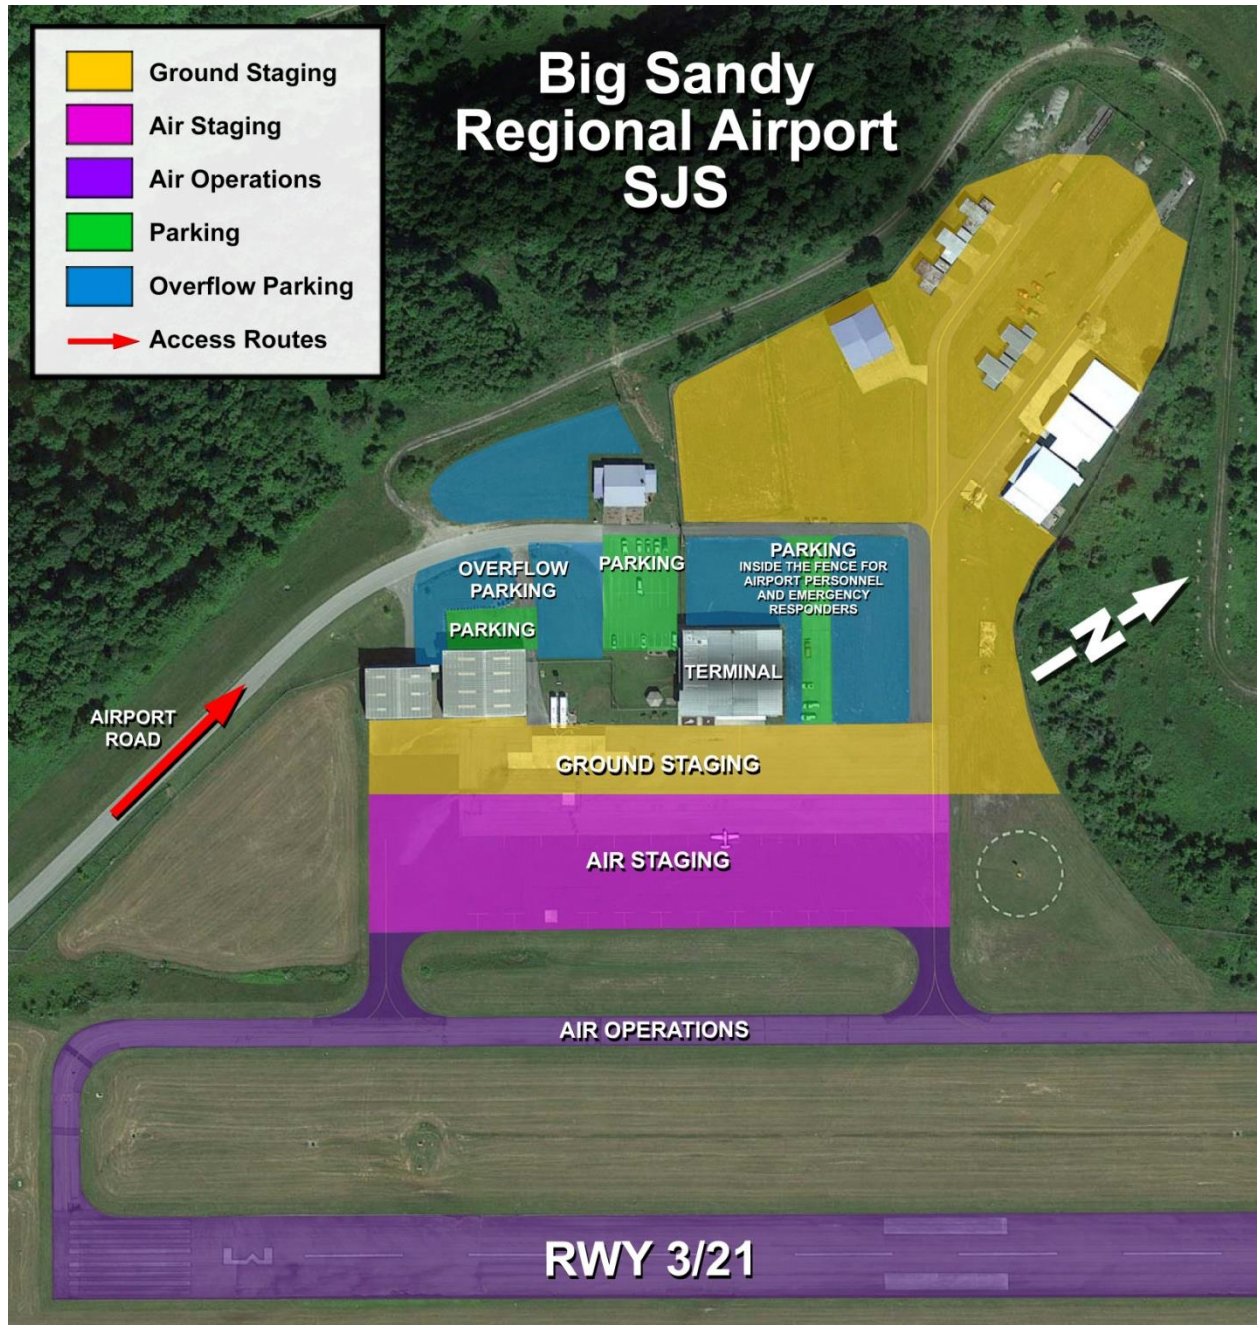 Big Sandy
Regional Airport
SJS
Ground Staging
Air Staging
Air Operations
Parking
Overflow Parking
Access Routes
OVERFLOW
PARKING
PARKING
PARKING
PARKING
INSIDE THE FENCE FOR
AIRPORT PERSONNEL
AND EMERGENCY
RESPONDERS
TERMINAL
N
AIRPORT
ROAD
GROUND STAGING
AIR STAGING
AIR OPERATIONS
RWY 3/21
3